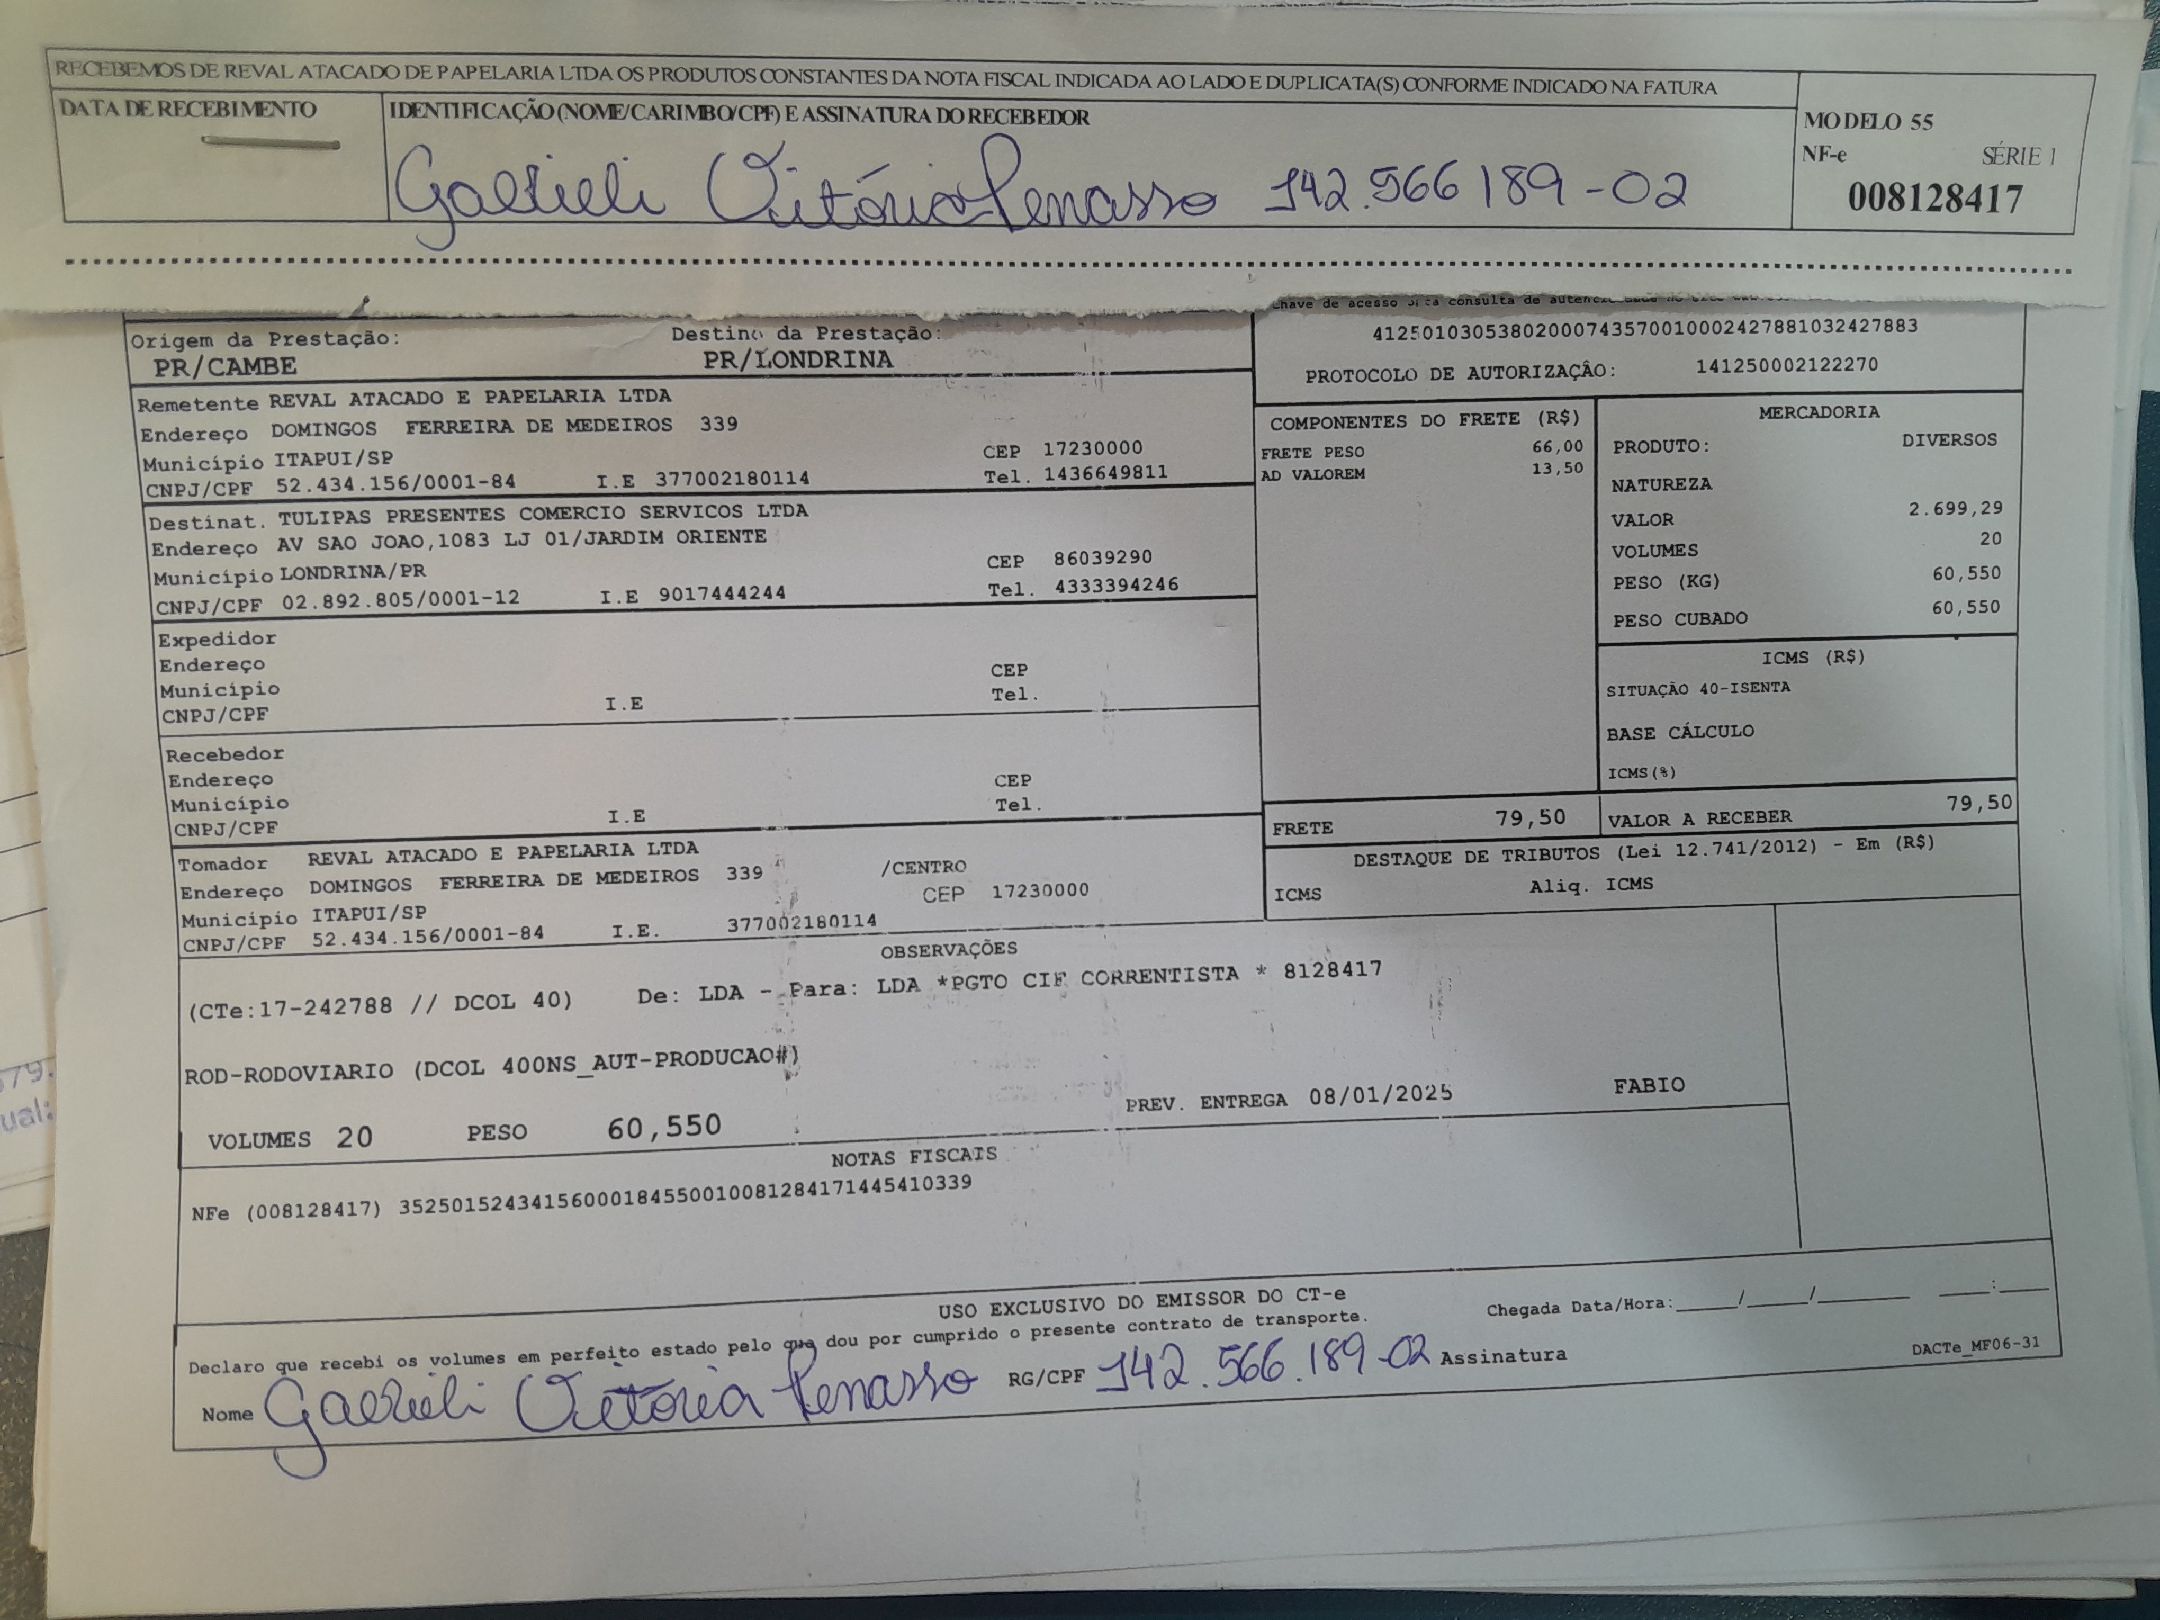 RECEBEMOS DE REVAL ATACADO DE PAPELARIA LTDA OS PRODUTOS CONSTANTES DA NOTA FISCAL INDICADA AO LADO E DUPLICATA(S) CONFORME INDICADO NA FATURA
DATA DE RECEBIMENTO
IDENTIFICAÇÃO (NOME/CARIMBO/CPF) E ASSINATURA DO RECEBEDOR
Gabrieli Vitória Penasso 142.566 189-02
MODELO 55
NF-e SÉRIE 1
008128417
Chave de acesso consulta de
41250103053802000743570010002427881032427883
PROTOCOLO DE AUTORIZAÇÂO: 141250002122270
Origem da Prestação: Destino da Prestação:
PR/CAMBE PR/LONDRINA
Remetente REVAL ATACADO E PAPELARIA LTDA
Endereço DOMINGOS FERREIRA DE MEDEIROS 339
Município ITAPUI/SP CEP 17230000
CNPJ/CPF 52.434.156/0001-84 I.E 377002180114 Tel. 1436649811
Destinat. TULIPAS PRESENTES COMERCIO SERVICOS LTDA
Endereço AV SAO JOAO,1083 LJ 01/JARDIM ORIENTE
Município LONDRINA/PR CEP 86039290
CNPJ/CPF 02.892.805/0001-12 I.E 9017444244 Tel. 4333394246
Expedidor
Endereço
Município CEP
CNPJ/CPF I.E Tel.
Recebedor
Endereço
Município CEP
CNPJ/CPF I.E Tel.
Tomador REVAL ATACADO E PAPELARIA LTDA
Endereço DOMINGOS FERREIRA DE MEDEIROS 339 /CENTRO
Município ITAPUI/SP CEP 17230000
CNPJ/CPF 52.434.156/0001-84 I.E. 377002180114
COMPONENTES DO FRETE (R$)
FRETE PESO 66,00
AD VALOREM 13,50
MERCADORIA
PRODUTO: DIVERSOS
NATUREZA
VALOR 2.699,29
VOLUMES 20
PESO (KG) 60,550
PESO CUBADO 60,550
ICMS (R$)
SITUAÇÃO 40-ISENTA
BASE CÁLCULO
ICMS(%)
FRETE 79,50 VALOR A RECEBER 79,50
DESTAQUE DE TRIBUTOS (Lei 12.741/2012) - Em (R$)
ICMS Aliq. ICMS
OBSERVAÇÕES
(CTe:17-242788 // DCOL 40) De: LDA - Para: LDA *PGTO CIF CORRENTISTA * 8128417
ROD-RODOVIARIO (DCOL 400NS_AUT-PRODUCAO#)
PREV. ENTREGA 08/01/2025 FABIO
VOLUMES 20 PESO 60,550
NOTAS FISCAIS
NFe (008128417) 35250152434156000184550010081284171445410339
USO EXCLUSIVO DO EMISSOR DO CT-e
Declaro que recebi os volumes em perfeito estado pelo que dou por cumprido o presente contrato de transporte. Chegada Data/Hora:_____/_____/________ ____:____
Nome Gabrieli Vitória Penasso RG/CPF 142.566.189-02 Assinatura
DACTe_MF06-31